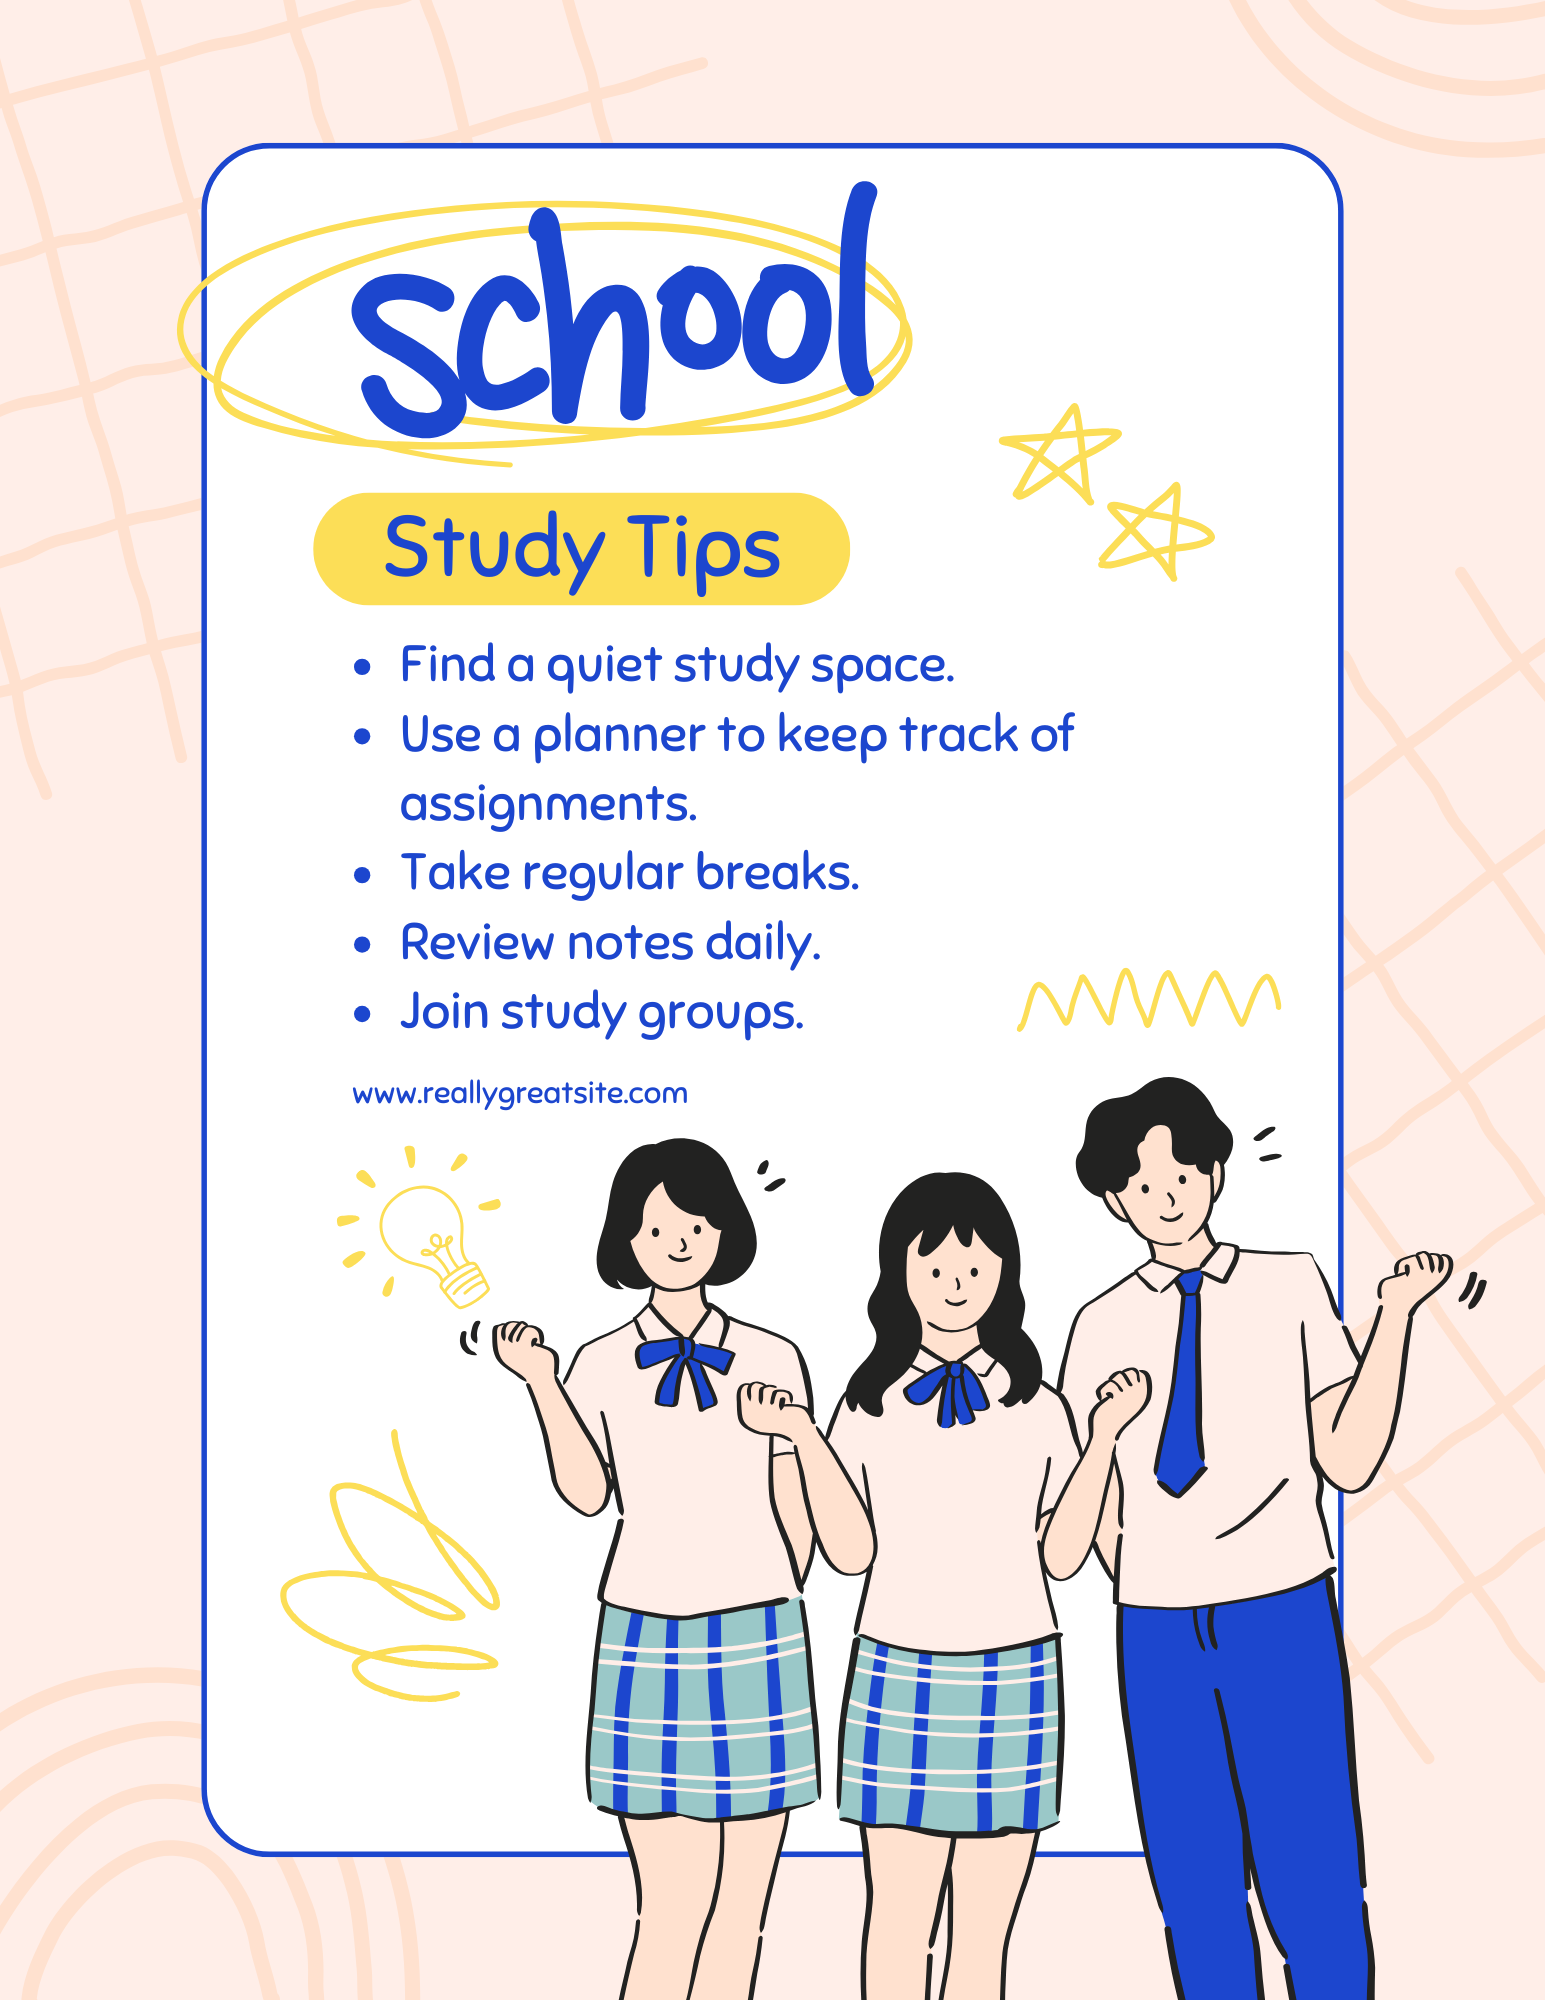 school
Study Tips
• Find a quiet study space.
• Use a planner to keep track of
assignments.
• Take regular breaks.
• Review notes daily.
• Join study groups.
www.reallygreatsite.com